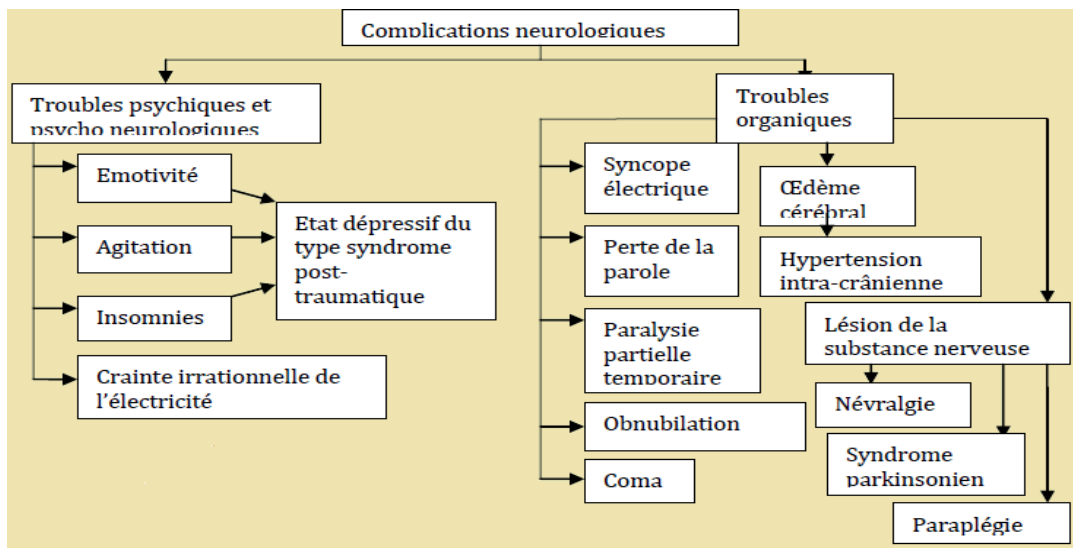 Complications neurologiques
Troubles psychiques et
psycho neurologiques
Emotivité
Agitation
Insomnies
Crainte irrationnelle de
l'électricité
Etat dépressif du
type syndrome
post-
traumatique
Troubles
organiques
Syncope
électrique
Perte de la
parole
Paralysie
partielle
temporaire
Obnubilation
Coma
Œdème
cérébral
Hypertension
intra-crânienne
Lésion de la
substance nerveuse
Névralgie
Syndrome
parkinsonien
Paraplégie